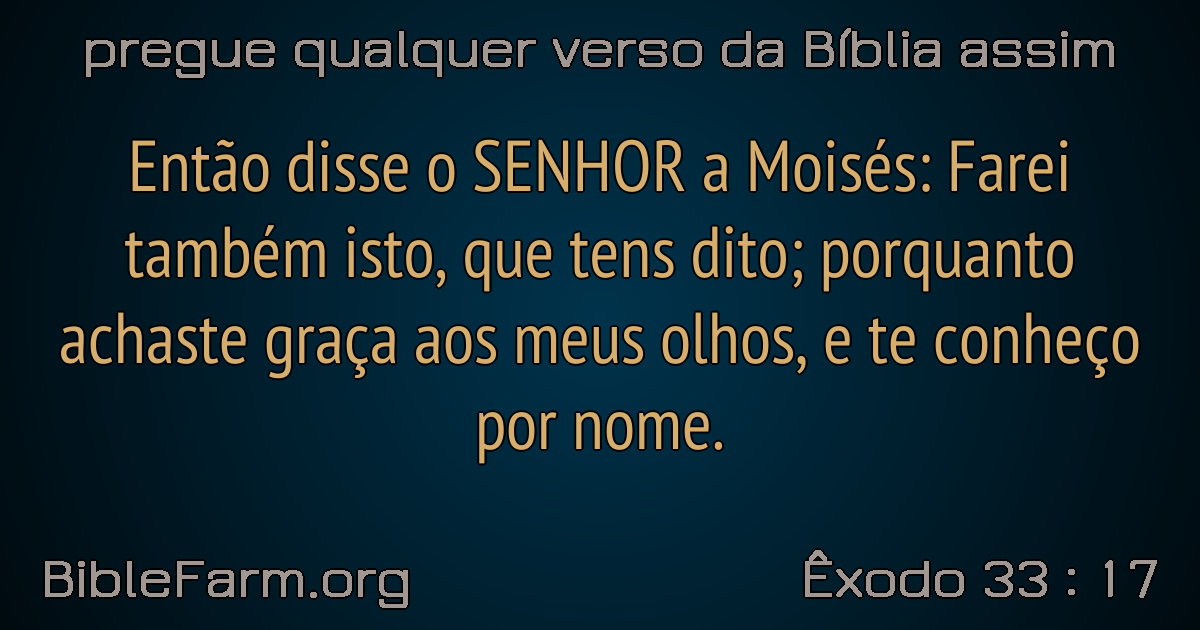 pregue qualquer verso da Bíblia assim
Então disse o SENHOR a Moisés: Farei
também isto, que tens dito; porquanto
achaste graça aos meus olhos, e te conheço
por nome.
BibleFarm.org
Êxodo 33 : 17